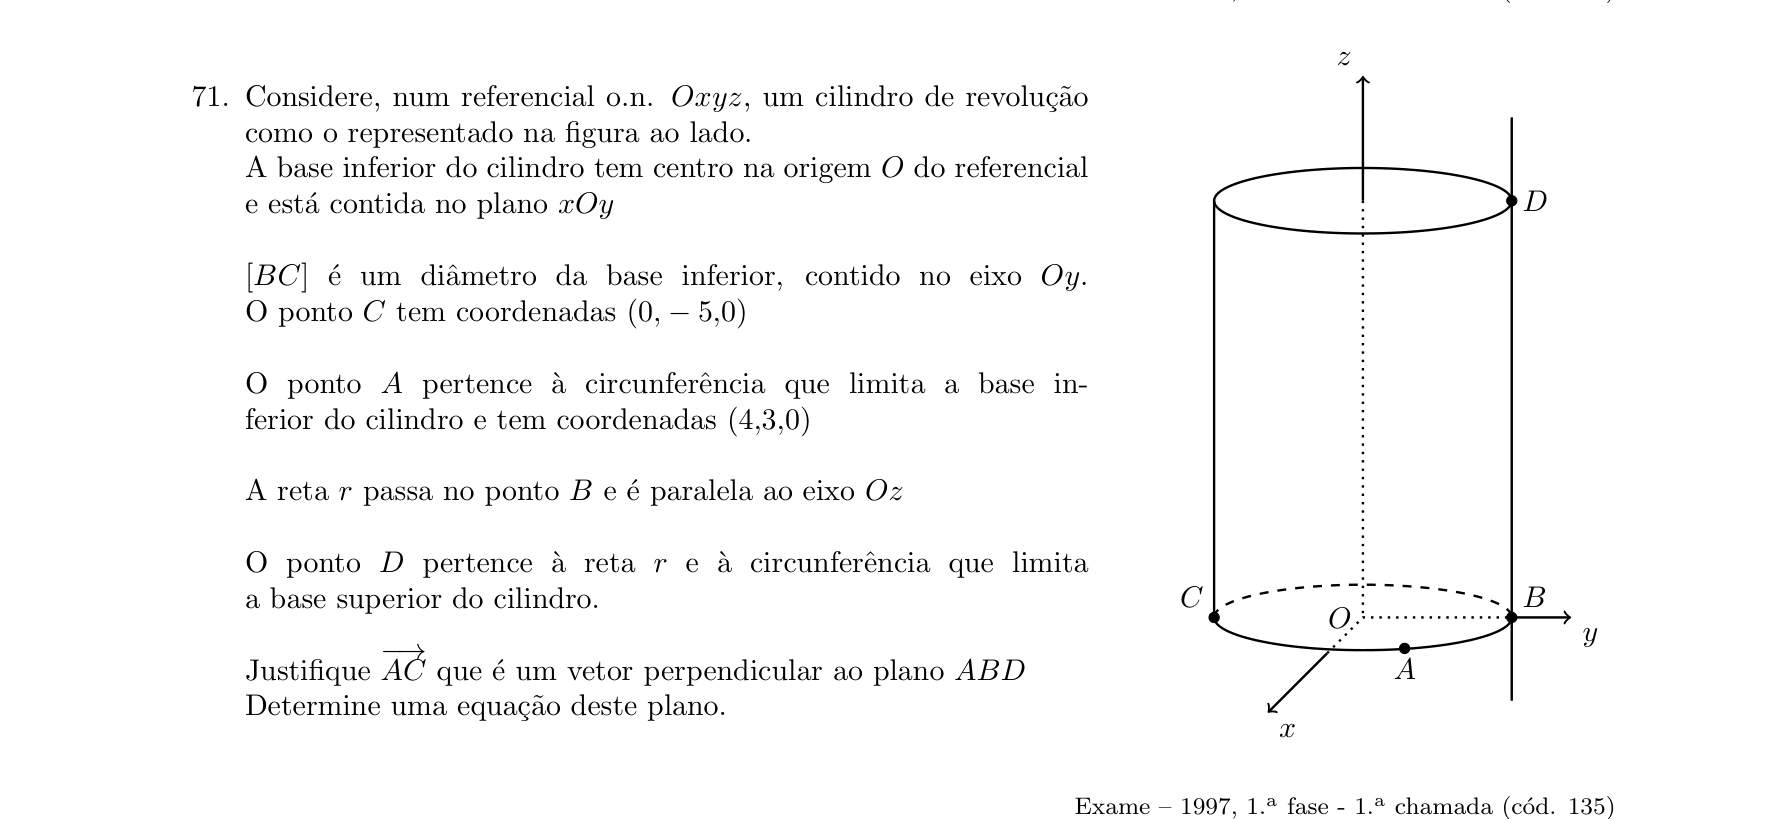 71. Considere, num referencial o.n. Oxyz, um cilindro de revolução
como o representado na figura ao lado.
A base inferior do cilindro tem centro na origem O do referencial
e está contida no plano xOy
[BC] é um diâmetro da base inferior, contido no eixo Oy.
O ponto C tem coordenadas (0, − 5,0)
O ponto A pertence à circunferência que limita a base in-
ferior do cilindro e tem coordenadas (4,3,0)
A reta r passa no ponto B e é paralela ao eixo Oz
O ponto D pertence à reta r e à circunferência que limita
a base superior do cilindro.
Justifique \overrightarrow{AC} que é um vetor perpendicular ao plano ABD
Determine uma equação deste plano.
z
D
C
O
B
y
A
x
Exame – 1997, 1.ª fase - 1.ª chamada (cód. 135)